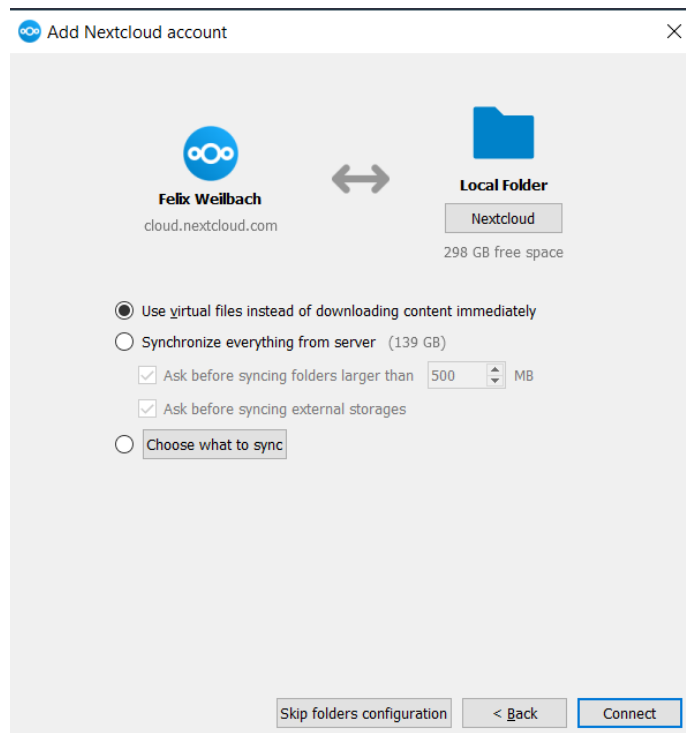 Add Nextcloud account
Felix Weilbach
cloud.nextcloud.com
Local Folder
Nextcloud
298 GB free space
Use virtual files instead of downloading content immediately
Synchronize everything from server (139 GB)
Ask before syncing folders larger than 500 MB
Ask before syncing external storages
Choose what to sync
Skip folders configuration < Back Connect